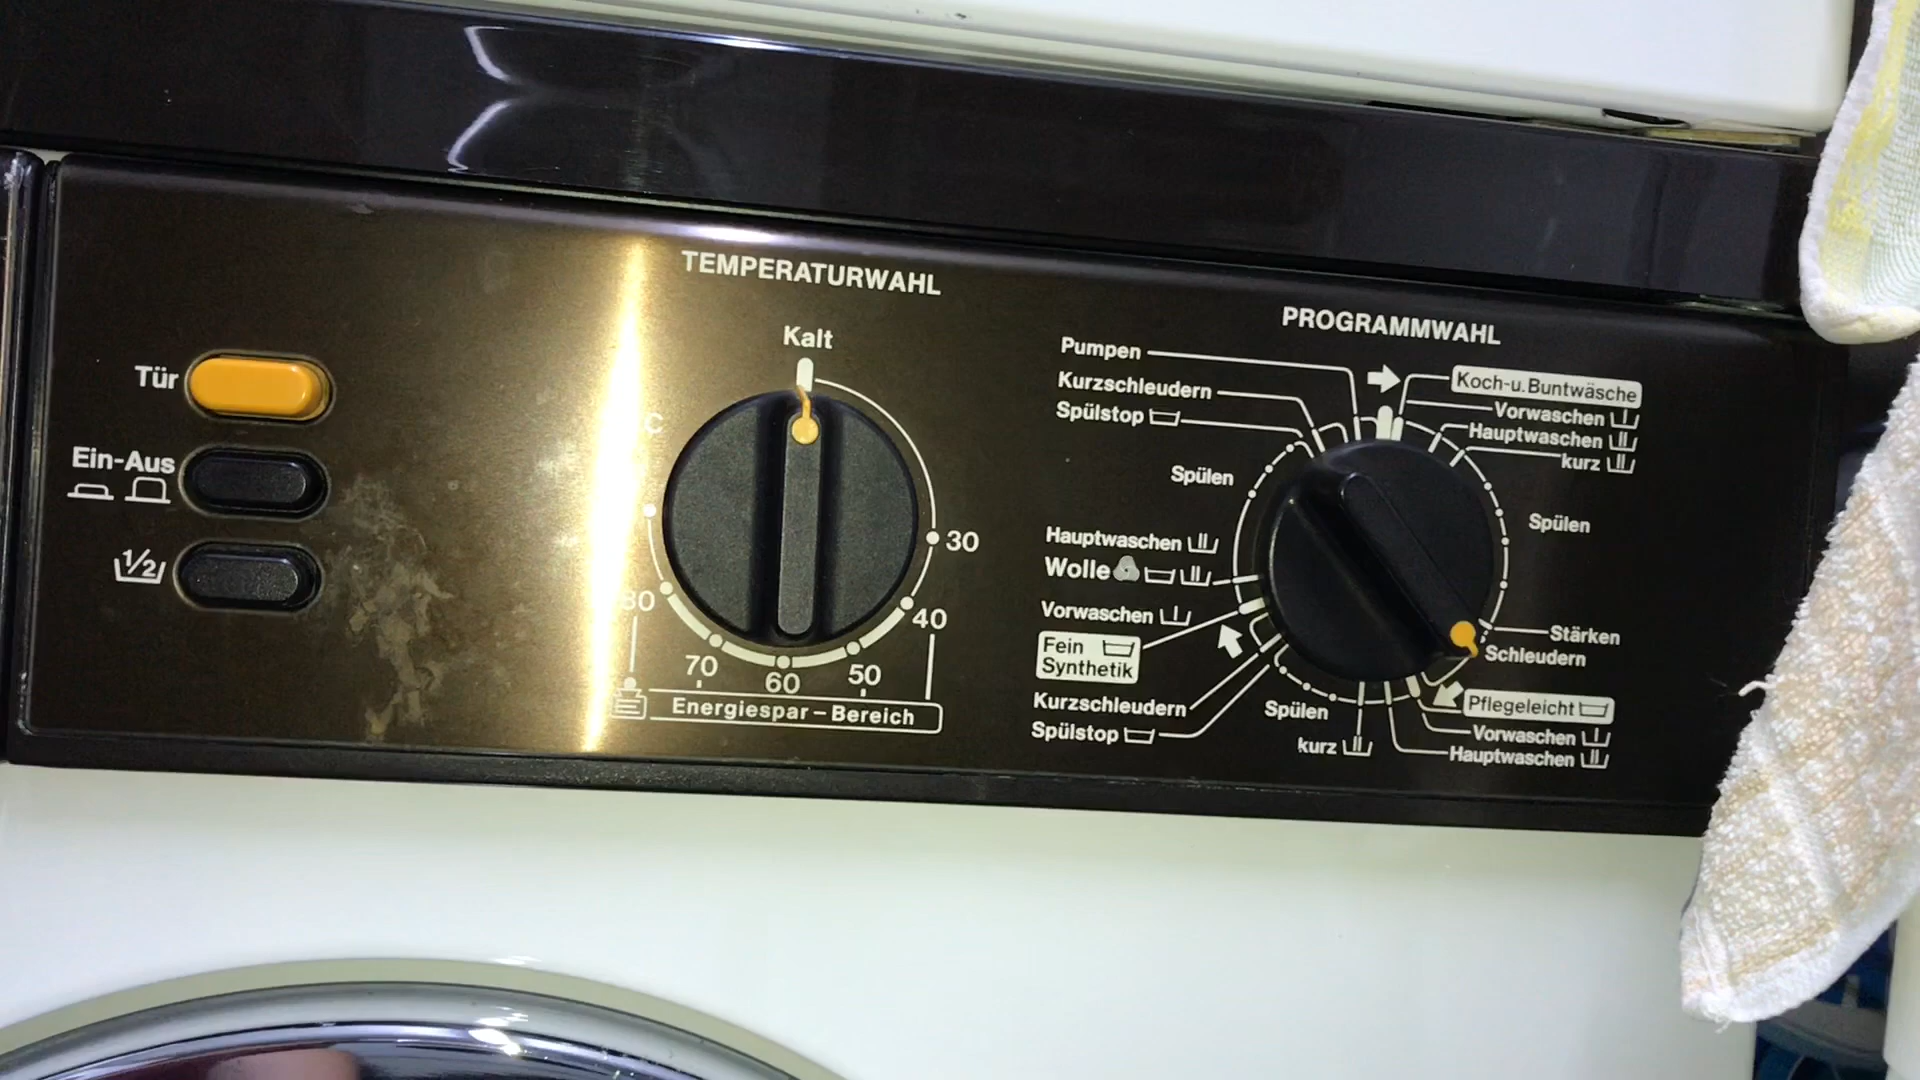 TEMPERATURWAHL
Kalt
30
40
50
60
70
80
C
Energiespar – Bereich
Tür
Ein-Aus
1/2
PROGRAMMWAHL
Pumpen
Kurzschleudern
Spülstop
Spülen
Hauptwaschen
Wolle
Vorwaschen
Fein
Synthetik
Kurzschleudern
Spülstop
Koch-u. Buntwäsche
Vorwaschen
Hauptwaschen
kurz
Spülen
Stärken
Schleudern
Pflegeleicht
Vorwaschen
Hauptwaschen
Spülen
kurz